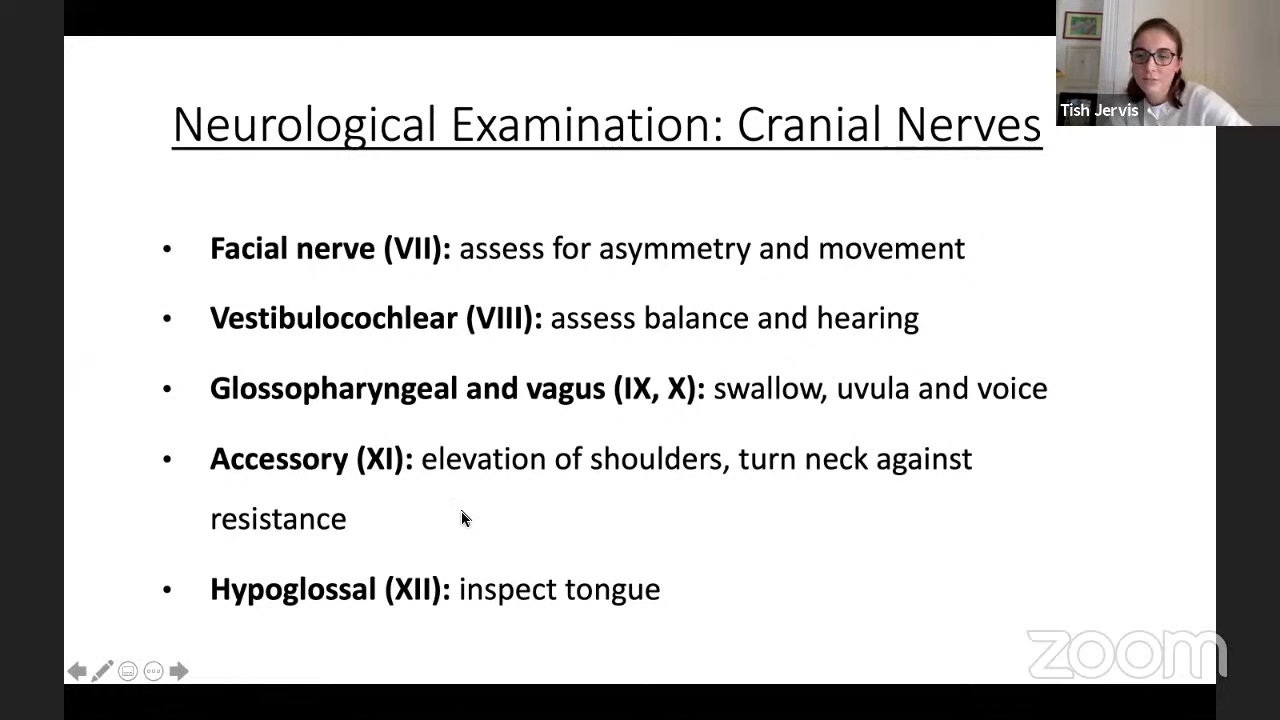 Neurological Examination: Cranial Nerves
Tish Jervis
• Facial nerve (VII): assess for asymmetry and movement
• Vestibulocochlear (VIII): assess balance and hearing
• Glossopharyngeal and vagus (IX, X): swallow, uvula and voice
• Accessory (XI): elevation of shoulders, turn neck against
resistance
• Hypoglossal (XII): inspect tongue
zoom